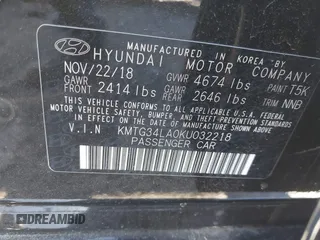 MANUFACTURED IN KOREA BY
HYUNDAI MOTOR COMPANY
NOV/22/18 GVWR 4674 lbs PAINT T5K
GAWR FRONT 2414 lbs GAWR REAR 2646 lbs TRIM NNB
THIS VEHICLE CONFORMS TO ALL APPLICABLE U.S.A. FEDERAL
MOTOR VEHICLE SAFETY, BUMPER, AND THEFT PREVENTION
STANDARDS IN EFFECT ON THE DATE OF MANUFACTURE SHOWN ABOVE.
V.I.N KMTG34LA0KU032218
PASSENGER CAR
DREAMBID